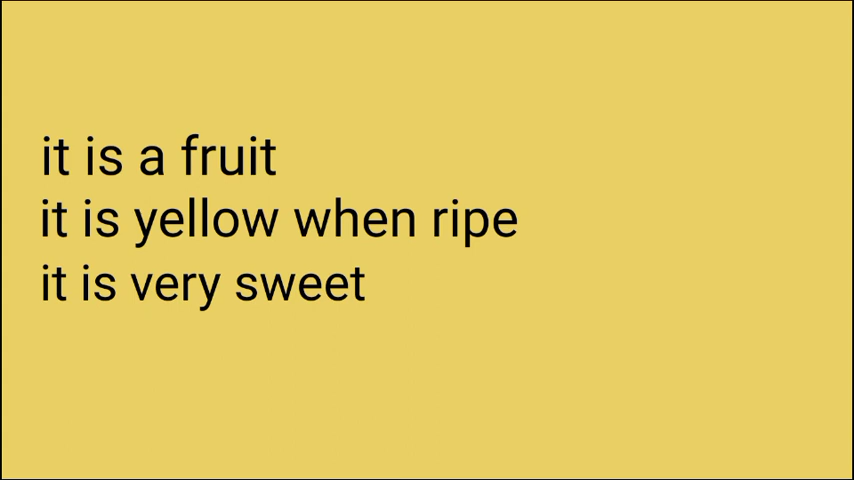 it is a fruit
it is yellow when ripe
it is very sweet